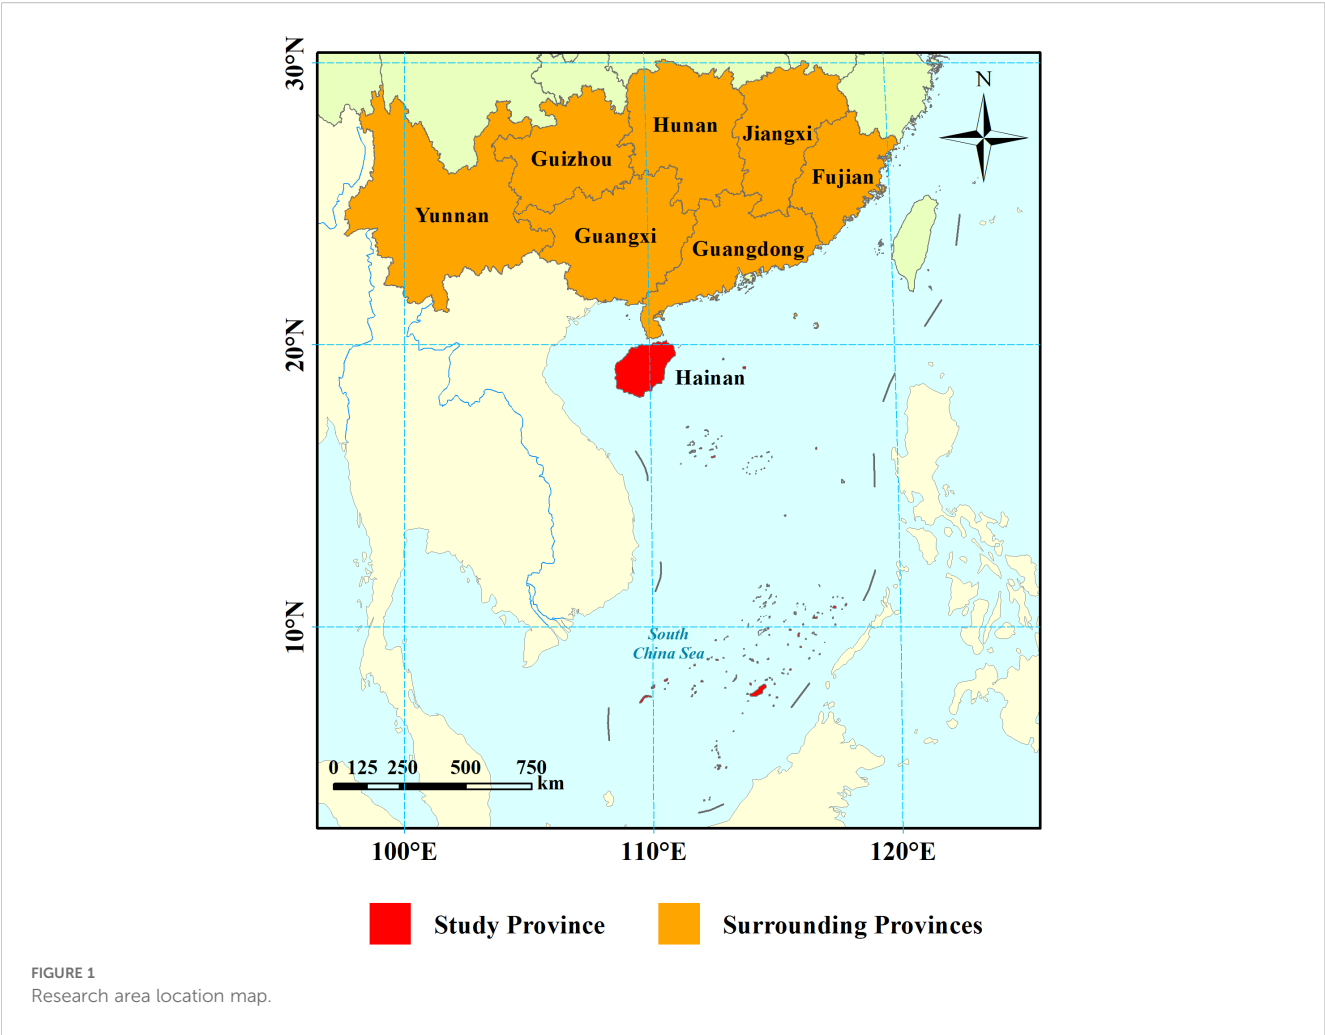 30°N
N
Hunan
Jiangxi
Guizhou
Fujian
Yunnan
Guangxi
Guangdong
20°N
Hainan
10°N
South
China Sea
0 125 250 500 750
km
100°E 110°E 120°E
Study Province Surrounding Provinces
FIGURE 1
Research area location map.